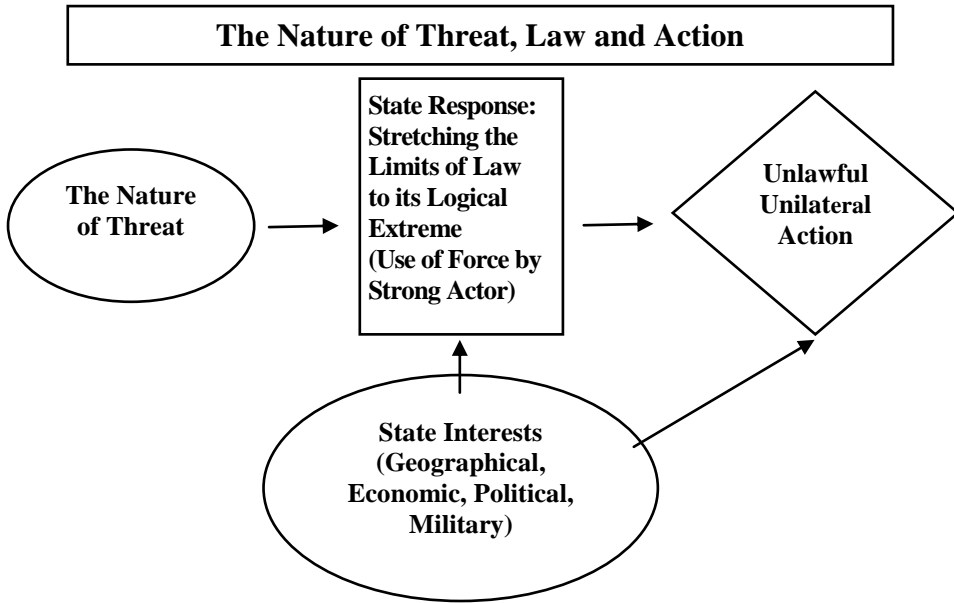 The Nature of Threat, Law and Action
The Nature
of Threat
State Response:
Stretching the
Limits of Law
to its Logical
Extreme
(Use of Force by
Strong Actor)
Unlawful
Unilateral
Action
State Interests
(Geographical,
Economic, Political,
Military)